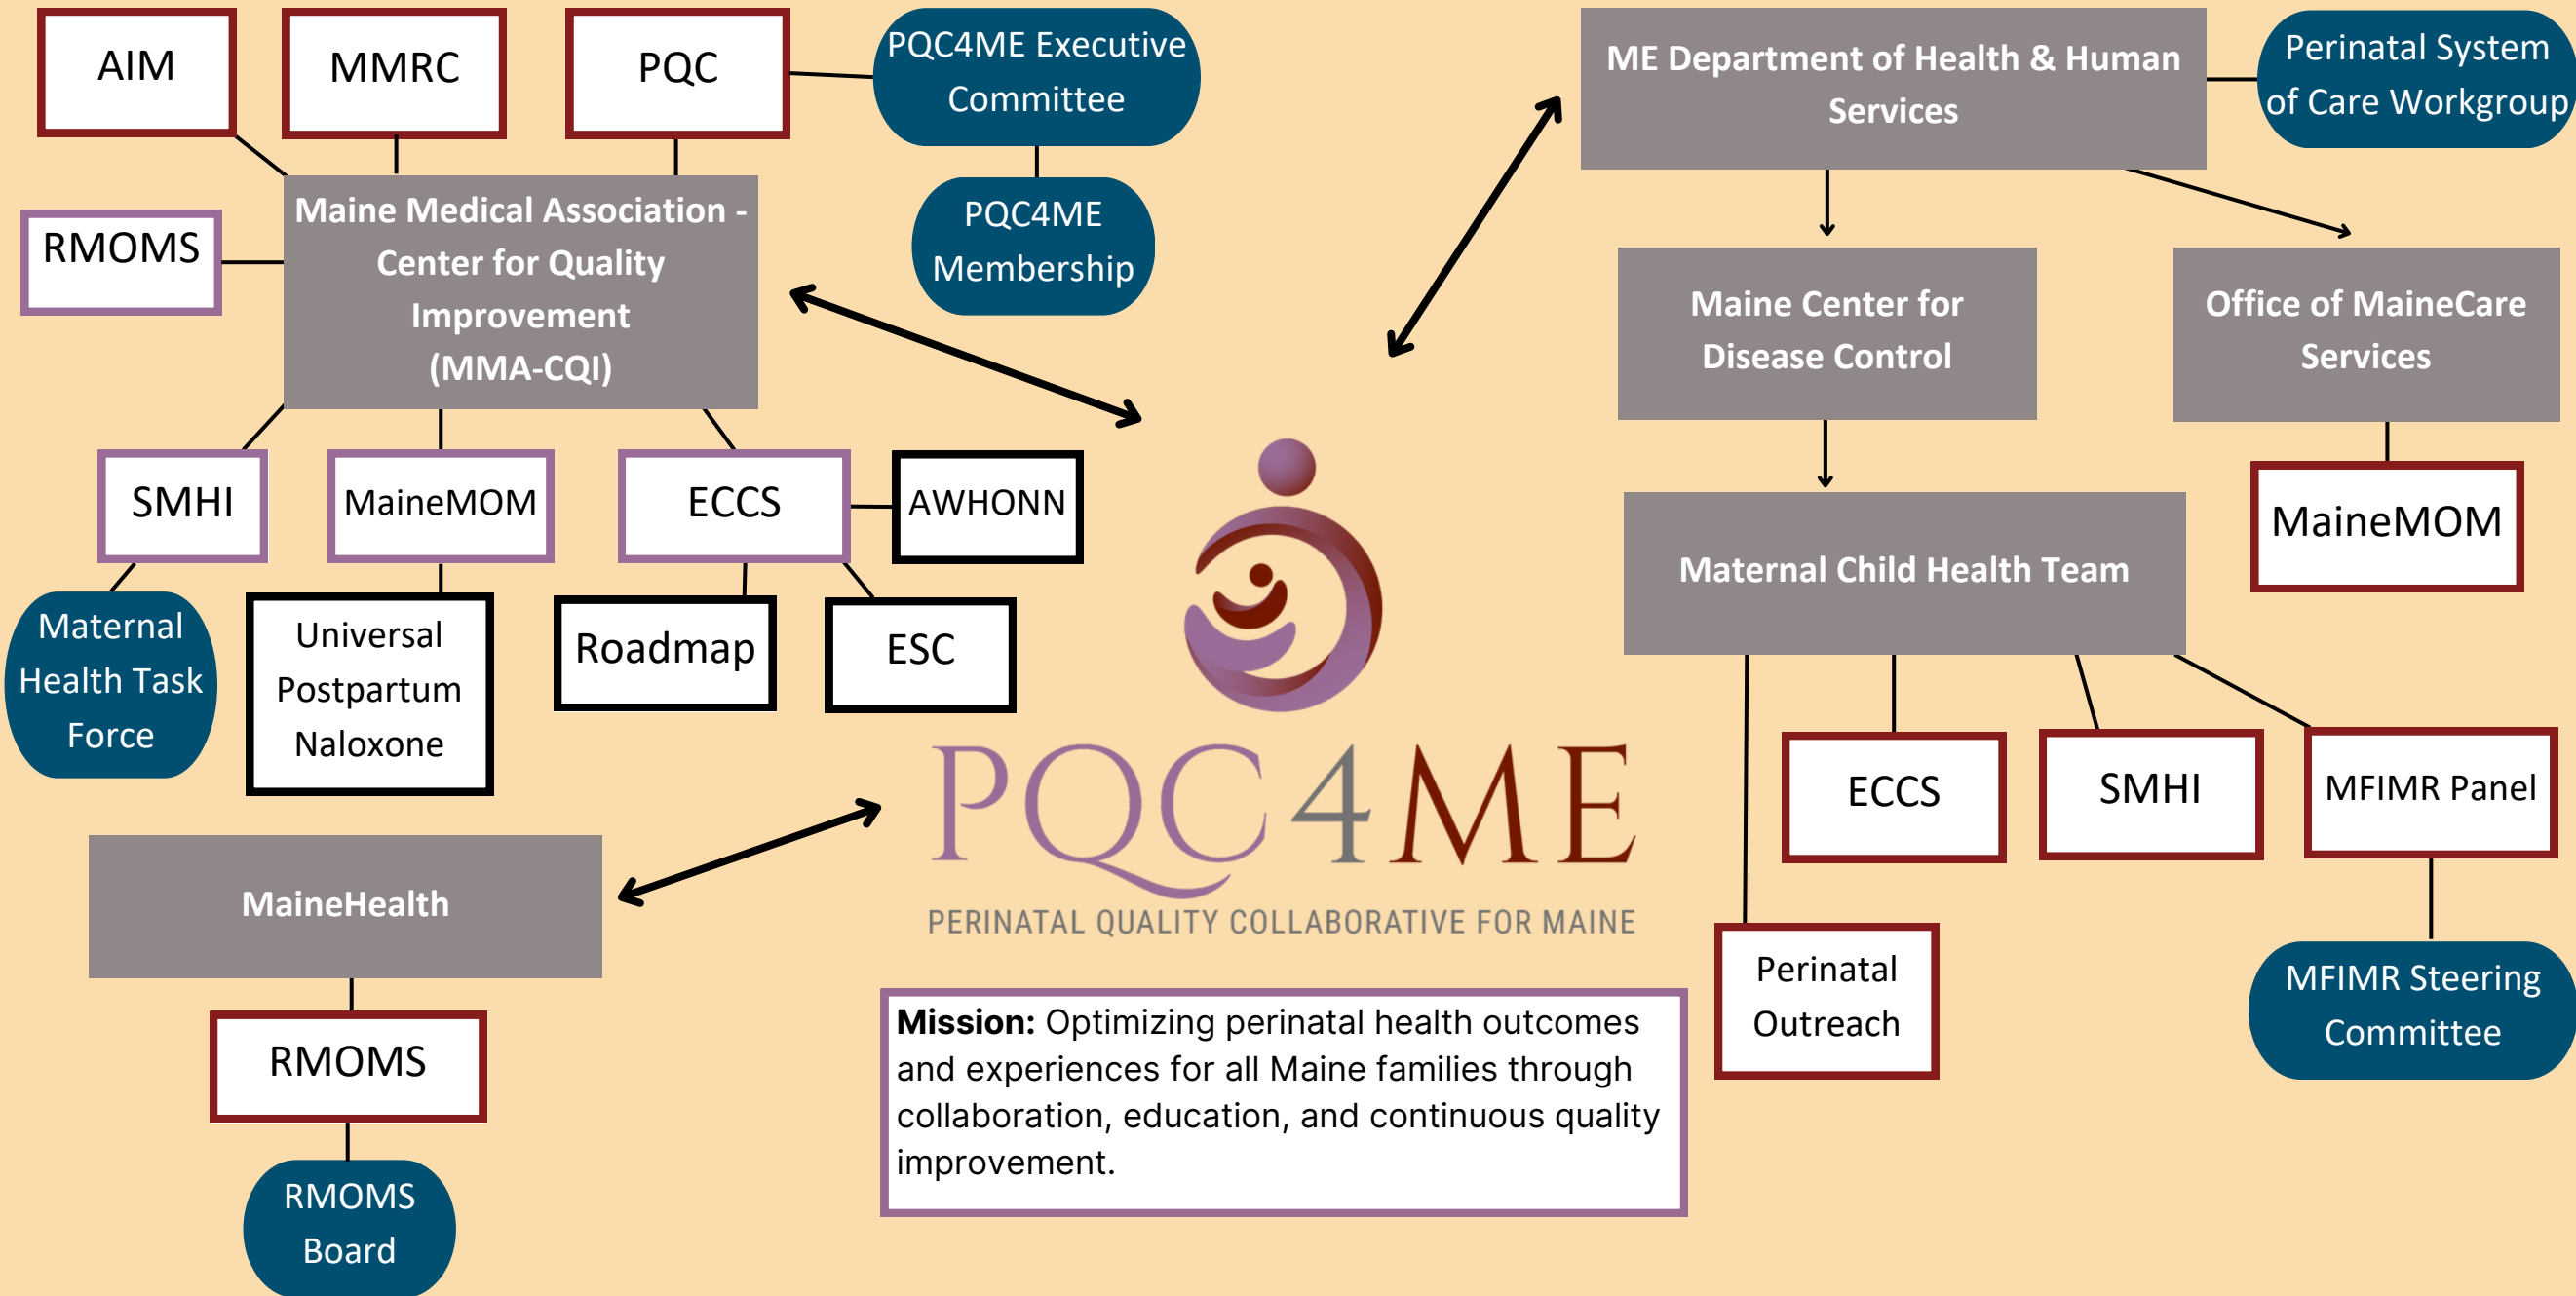 AIM
MMRC
PQC
PQC4ME Executive
Committee
PQC4ME
Membership
RMOMS
Maine Medical Association -
Center for Quality
Improvement
(MMA-CQI)
SMHI
MaineMOM
ECCS
AWHONN
Maternal
Health Task
Force
Universal
Postpartum
Naloxone
Roadmap
ESC
MaineHealth
RMOMS
RMOMS
Board
PQC4ME
PERINATAL QUALITY COLLABORATIVE FOR MAINE
Mission: Optimizing perinatal health outcomes
and experiences for all Maine families through
collaboration, education, and continuous quality
improvement.
ME Department of Health & Human
Services
Perinatal System
of Care Workgroup
Maine Center for
Disease Control
Office of MaineCare
Services
MaineMOM
Maternal Child Health Team
ECCS
SMHI
MFIMR Panel
Perinatal
Outreach
MFIMR Steering
Committee